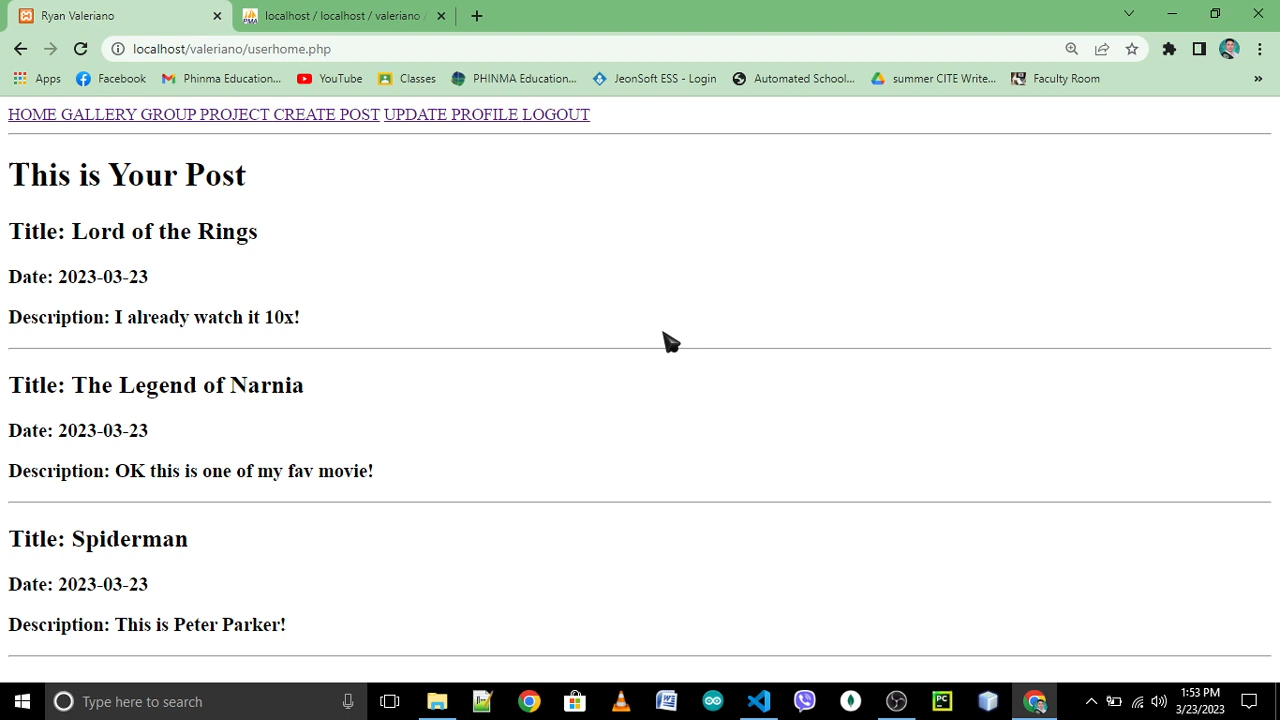 Ryan Valeriano
localhost / localhost / valeriano /
localhost/valeriano/userhome.php
Apps Facebook Phinma Education... YouTube Classes PHINMA Education... JeonSoft ESS - Login Automated School... summer CITE Write... Faculty Room »
HOME GALLERY GROUP PROJECT CREATE POST UPDATE PROFILE LOGOUT
This is Your Post
Title: Lord of the Rings
Date: 2023-03-23
Description: I already watch it 10x!
Title: The Legend of Narnia
Date: 2023-03-23
Description: OK this is one of my fav movie!
Title: Spiderman
Date: 2023-03-23
Description: This is Peter Parker!
Type here to search
1:53 PM
3/23/2023